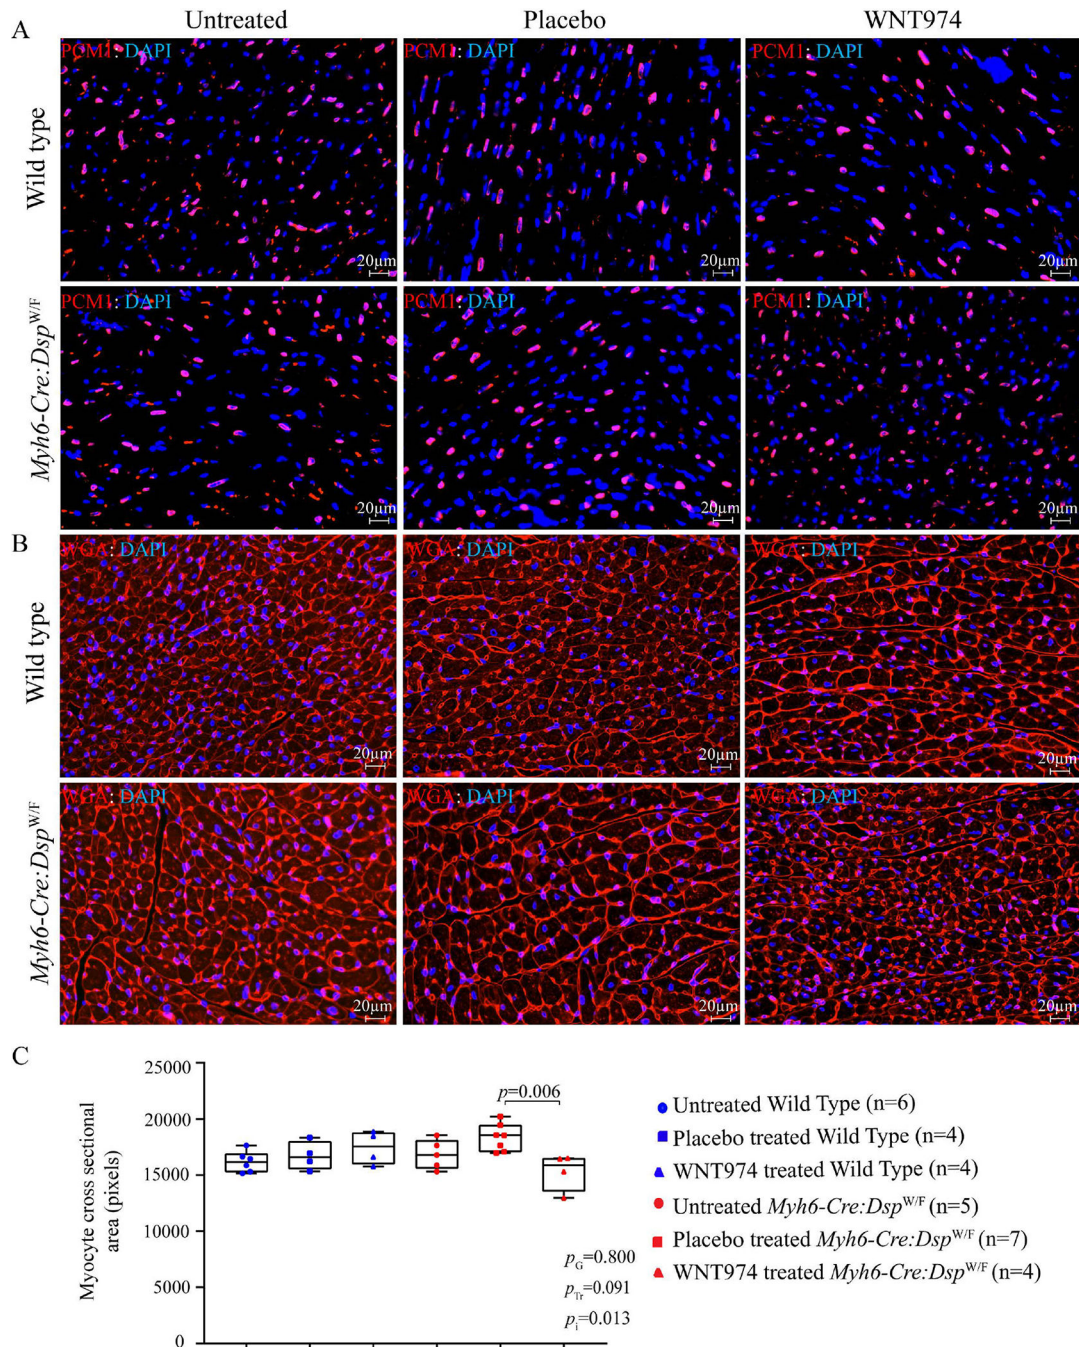 Untreated Placebo WNT974
A
Wild type
PCM1:DAPI PCM1:DAPI PCM1:DAPI
20µm 20µm 20µm
Myh6-Cre:Dsp^W/F
PCM1:DAPI PCM1:DAPI PCM1:DAPI
20µm 20µm 20µm
B
Wild type
WGA:DAPI WGA:DAPI WGA:DAPI
20µm 20µm 20µm
Myh6-Cre:Dsp^W/F
WGA:DAPI WGA:DAPI WGA:DAPI
20µm 20µm 20µm
C
Myocyte cross sectional
area (pixels)
25000
20000
15000
10000
5000
0
p=0.006
pG=0.800
pTr=0.091
pi=0.013
Untreated Wild Type (n=6)
Placebo treated Wild Type (n=4)
WNT974 treated Wild Type (n=4)
Untreated Myh6-Cre:Dsp^W/F (n=5)
Placebo treated Myh6-Cre:Dsp^W/F (n=7)
WNT974 treated Myh6-Cre:Dsp^W/F (n=4)